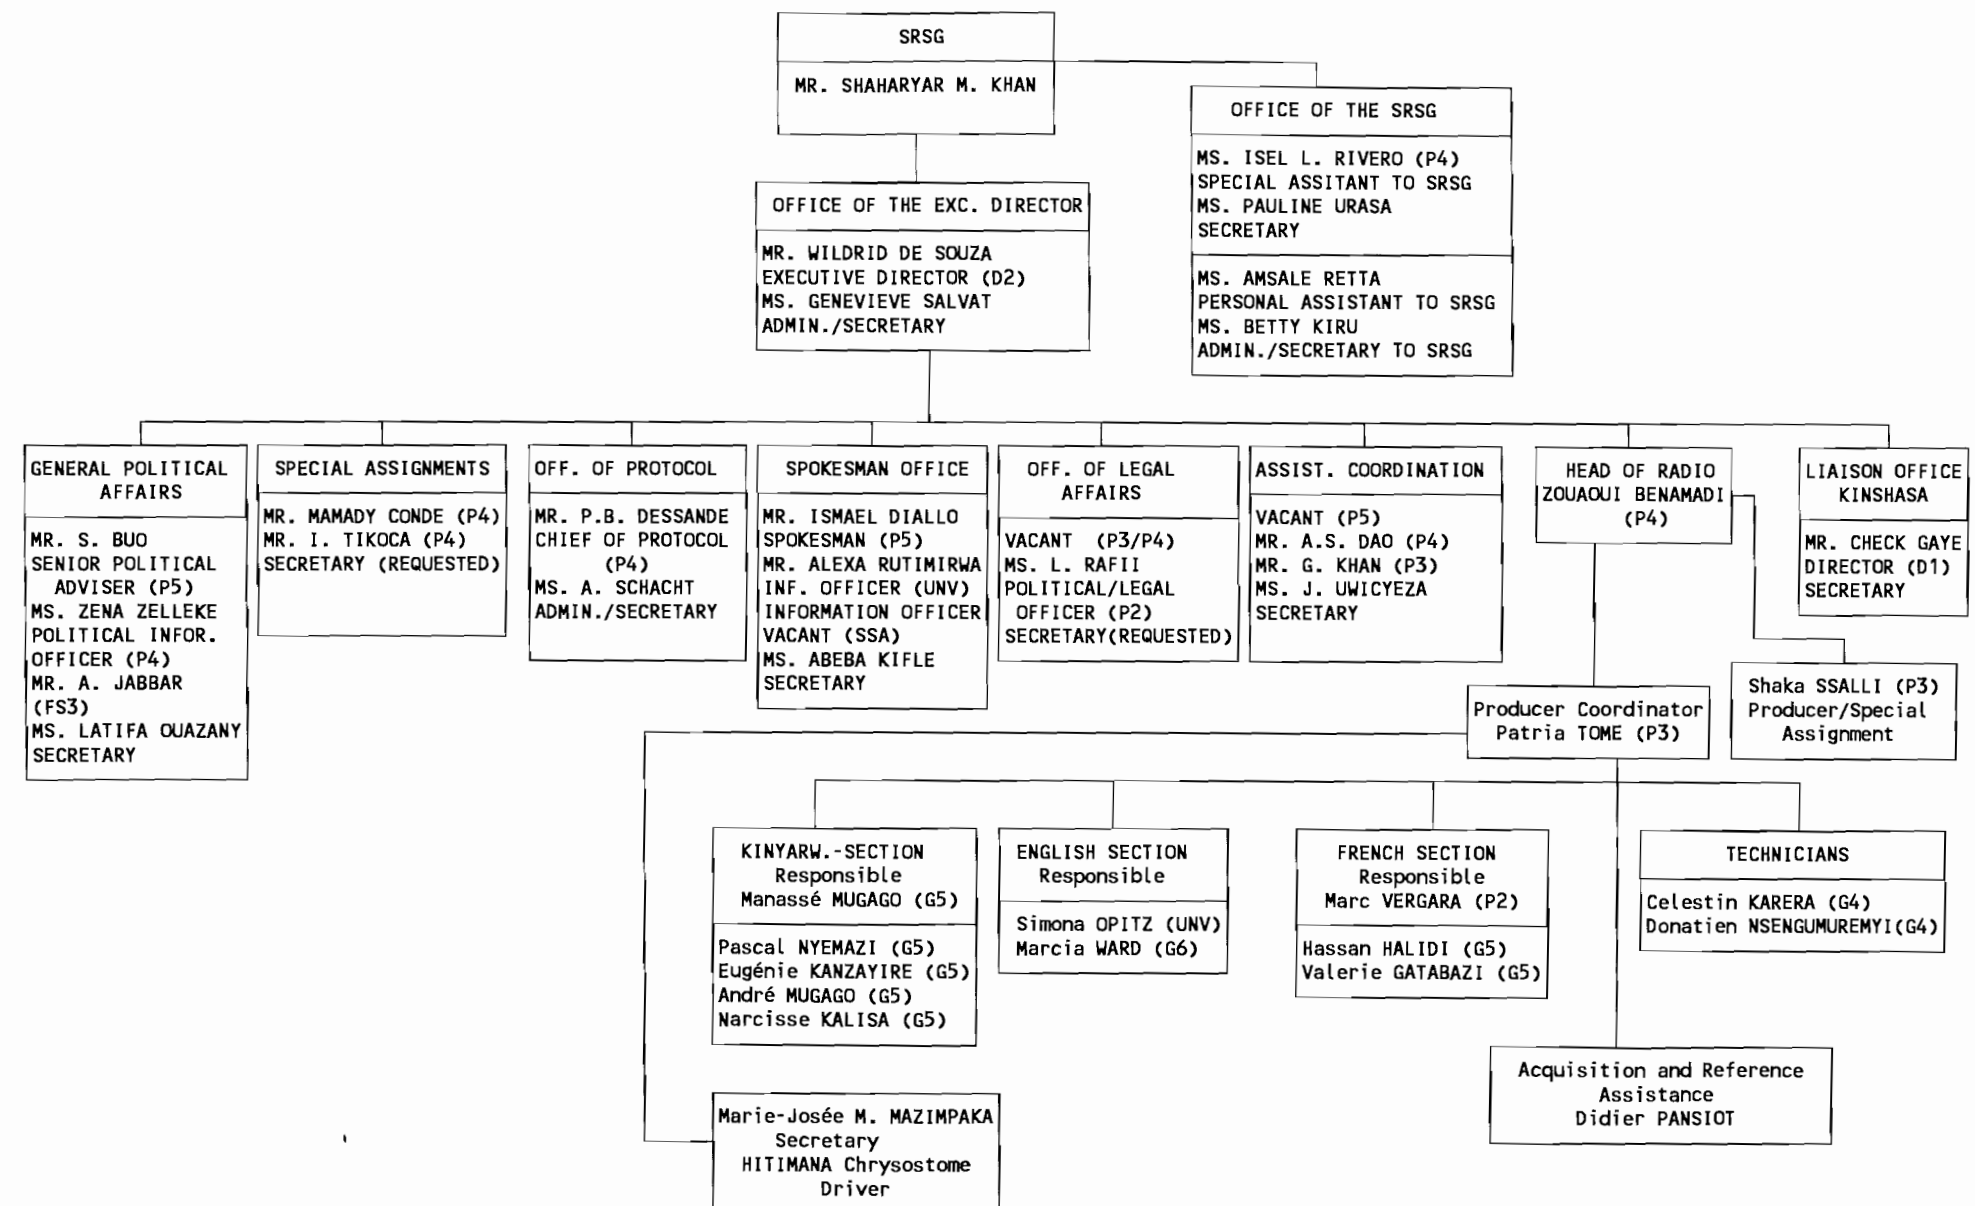 SRSG
MR. SHAHARYAR M. KHAN
OFFICE OF THE SRSG
MS. ISEL L. RIVERO (P4)
SPECIAL ASSITANT TO SRSG
MS. PAULINE URASA
SECRETARY
MS. AMSALE RETTA
PERSONAL ASSISTANT TO SRSG
MS. BETTY KIRU
ADMIN./SECRETARY TO SRSG
OFFICE OF THE EXC. DIRECTOR
MR. WILDRID DE SOUZA
EXECUTIVE DIRECTOR (D2)
MS. GENEVIEVE SALVAT
ADMIN./SECRETARY
GENERAL POLITICAL
AFFAIRS
MR. S. BUO
SENIOR POLITICAL
ADVISER (P5)
MS. ZENA ZELLEKE
POLITICAL INFOR.
OFFICER (P4)
MR. A. JABBAR
(FS3)
MS. LATIFA OUAZANY
SECRETARY
SPECIAL ASSIGNMENTS
MR. MAMADY CONDE (P4)
MR. I. TIKOCA (P4)
SECRETARY (REQUESTED)
OFF. OF PROTOCOL
MR. P.B. DESSANDE
CHIEF OF PROTOCOL
(P4)
MS. A. SCHACHT
ADMIN./SECRETARY
SPOKESMAN OFFICE
MR. ISMAEL DIALLO
SPOKESMAN (P5)
MR. ALEXA RUTIMIRWA
INF. OFFICER (UNV)
INFORMATION OFFICER
VACANT (SSA)
MS. ABEBA KIFLE
SECRETARY
OFF. OF LEGAL
AFFAIRS
VACANT (P3/P4)
MS. L. RAFII
POLITICAL/LEGAL
OFFICER (P2)
SECRETARY(REQUESTED)
ASSIST. COORDINATION
VACANT (P5)
MR. A.S. DAO (P4)
MR. G. KHAN (P3)
MS. J. UWICYEZA
SECRETARY
HEAD OF RADIO
ZOUAOUI BENAMADI
(P4)
LIAISON OFFICE
KINSHASA
MR. CHECK GAYE
DIRECTOR (D1)
SECRETARY
Shaka SSALLI (P3)
Producer/Special
Assignment
Producer Coordinator
Patria TOME (P3)
KINYARW.-SECTION
Responsible
Manassé MUGAGO (G5)
Pascal NYEMAZI (G5)
Eugénie KANZAYIRE (G5)
André MUGAGO (G5)
Narcisse KALISA (G5)
ENGLISH SECTION
Responsible
Simona OPITZ (UNV)
Marcia WARD (G6)
FRENCH SECTION
Responsible
Marc VERGARA (P2)
Hassan HALIDI (G5)
Valerie GATABAZI (G5)
TECHNICIANS
Celestin KARERA (G4)
Donatien NSENGUMUREMYI(G4)
Acquisition and Reference
Assistance
Didier PANSIOT
Marie-Josée M. MAZIMPAKA
Secretary
HITIMANA Chrysostome
Driver